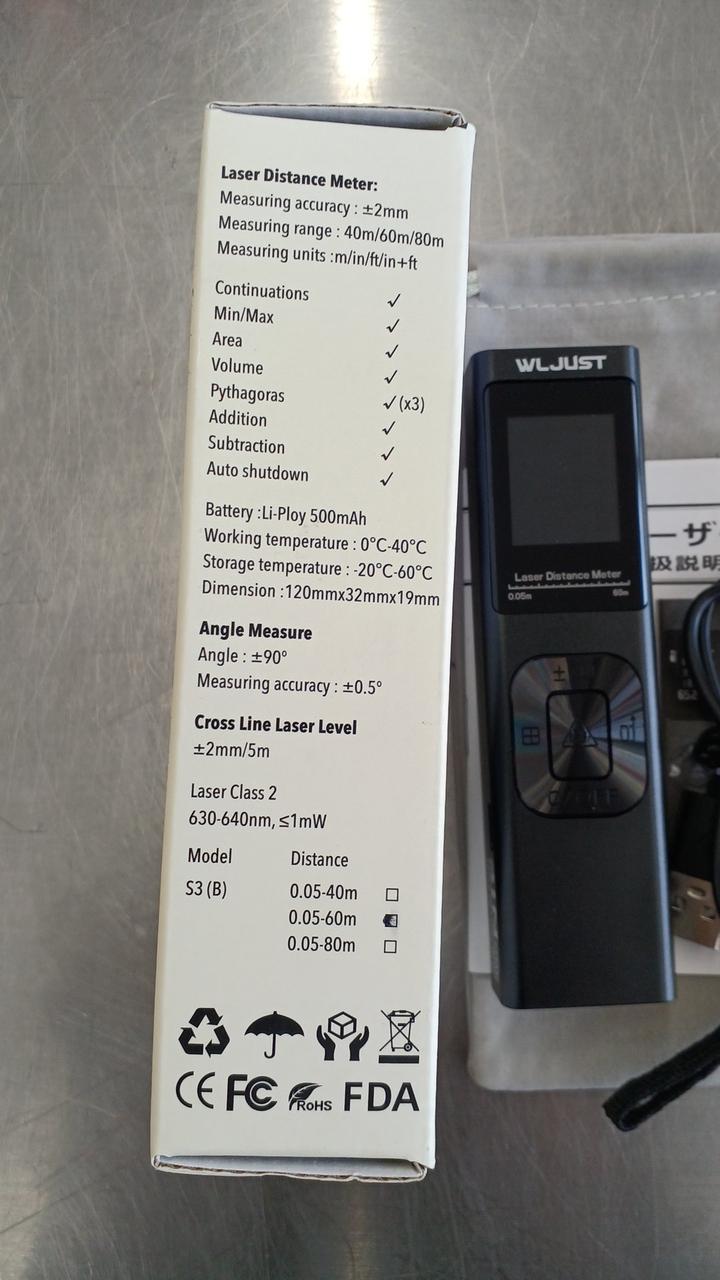 Laser Distance Meter:
Measuring accuracy : ±2mm
Measuring range : 40m/60m/80m
Measuring units :m/in/ft/in+ft
Continuations ✓
Min/Max ✓
Area ✓
Volume ✓
Pythagoras ✓(x3)
Addition ✓
Subtraction ✓
Auto shutdown ✓
Battery :Li-Ploy 500mAh
Working temperature : 0°C-40°C
Storage temperature : -20°C-60°C
Dimension :120mmx32mmx19mm
Angle Measure
Angle : ±90°
Measuring accuracy : ±0.5°
Cross Line Laser Level
±2mm/5m
Laser Class 2
630-640nm, ≤1mW
Model Distance
S3 (B) 0.05-40m
0.05-60m
0.05-80m
CE FC RoHS FDA
WLJUST
Laser Distance Meter
0.05m 60m
ーザ
扱説明